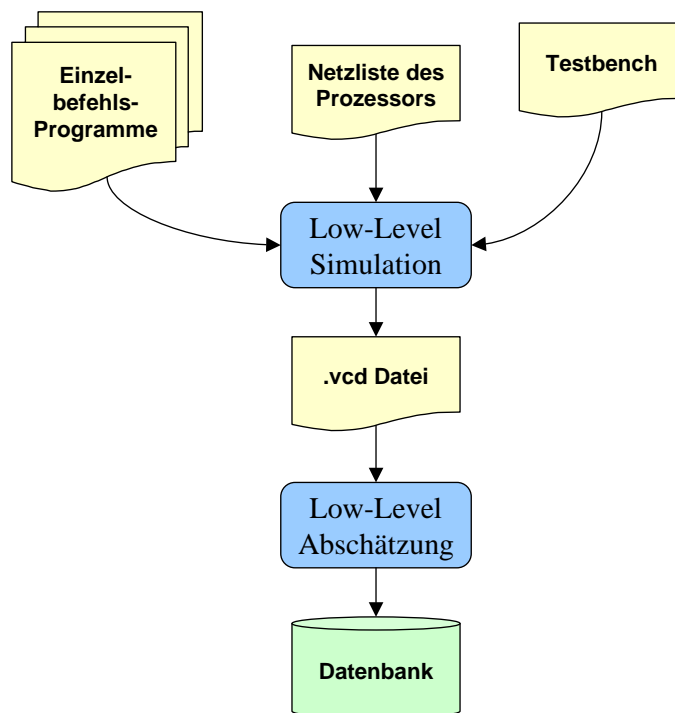 Einzel-
befehls-
Programme
Netzliste des
Prozessors
Testbench
Low-Level
Simulation
.vcd Datei
Low-Level
Abschätzung
Datenbank